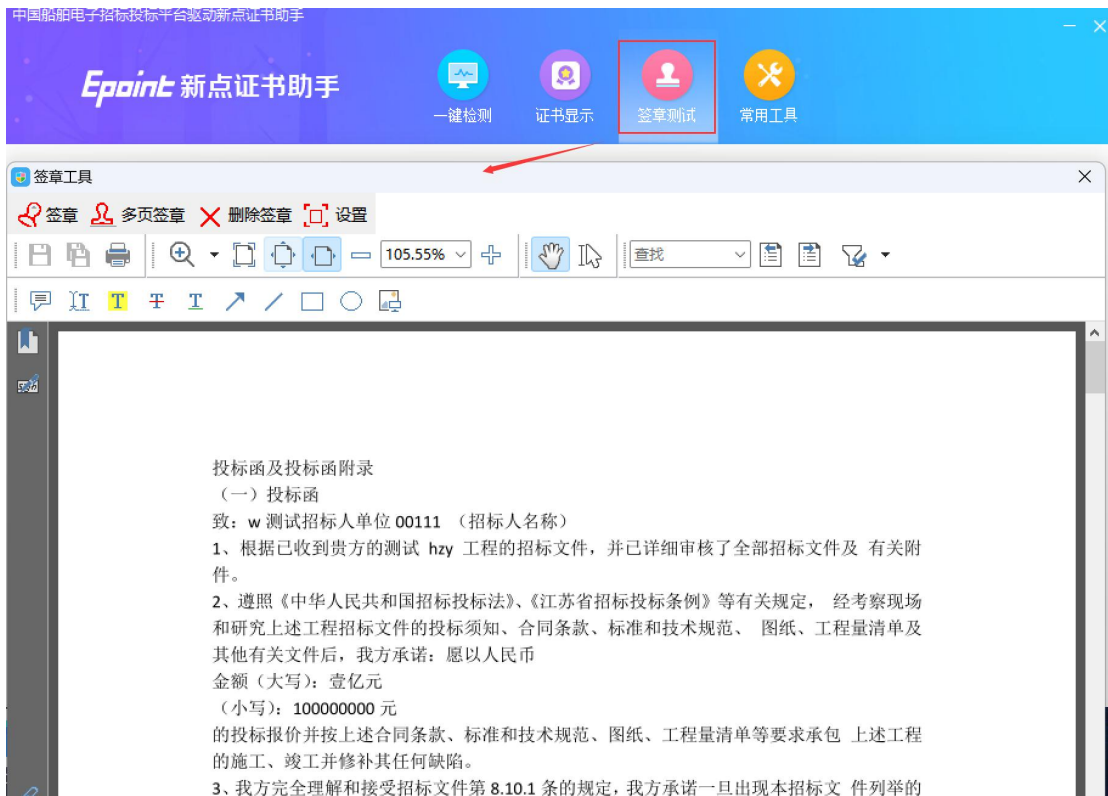 中国船舶电子招标投标平台驱动新点证书助手
Epoint 新点证书助手
一键检测
证书显示
签章测试
常用工具
签章工具
签章 多页签章 删除签章 设置
105.55% 查找
投标函及投标函附录
（一）投标函
致：w 测试招标人单位 00111 （招标人名称）
1、根据已收到贵方的测试 hzy 工程的招标文件，并已详细审核了全部招标文件及 有关附
件。
2、遵照《中华人民共和国招标投标法》、《江苏省招标投标条例》等有关规定， 经考察现场
和研究上述工程招标文件的投标须知、合同条款、标准和技术规范、 图纸、工程量清单及
其他有关文件后，我方承诺：愿以人民币
金额（大写）：壹亿元
（小写）：100000000 元
的投标报价并按上述合同条款、标准和技术规范、图纸、工程量清单等要求承包 上述工程
的施工、竣工并修补其任何缺陷。
3、我方完全理解和接受招标文件第 8.10.1 条的规定，我方承诺一旦出现本招标文 件列举的